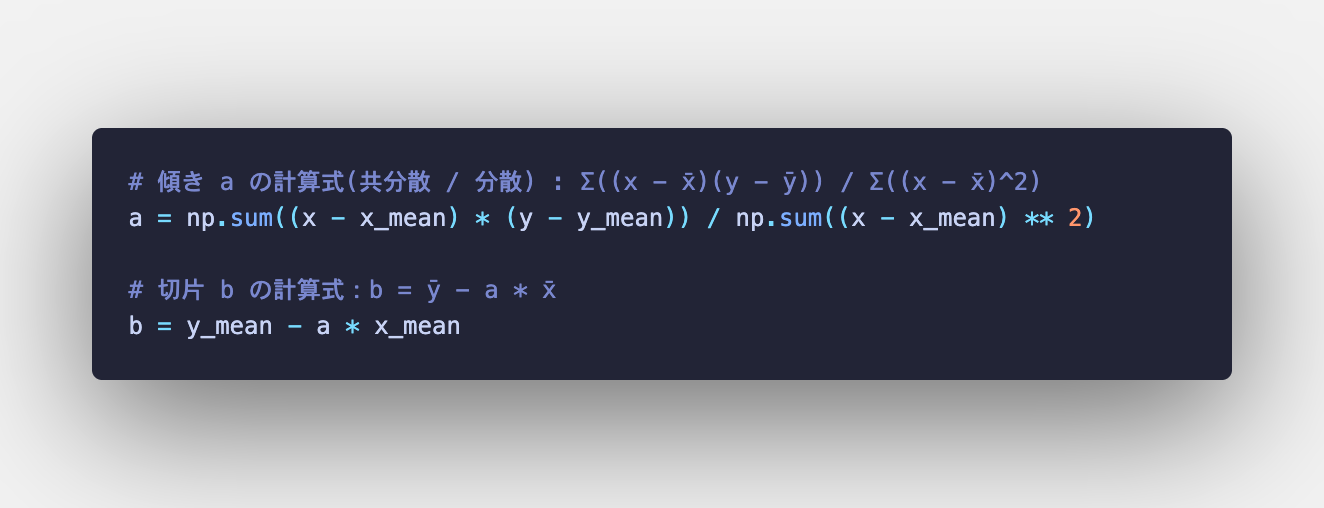 # 傾き a の計算式(共分散 / 分散) : Σ((x − x̄)(y − ȳ)) / Σ((x − x̄)^2)
a = np.sum((x - x_mean) * (y - y_mean)) / np.sum((x - x_mean) ** 2)
# 切片 b の計算式：b = ȳ − a * x̄
b = y_mean - a * x_mean